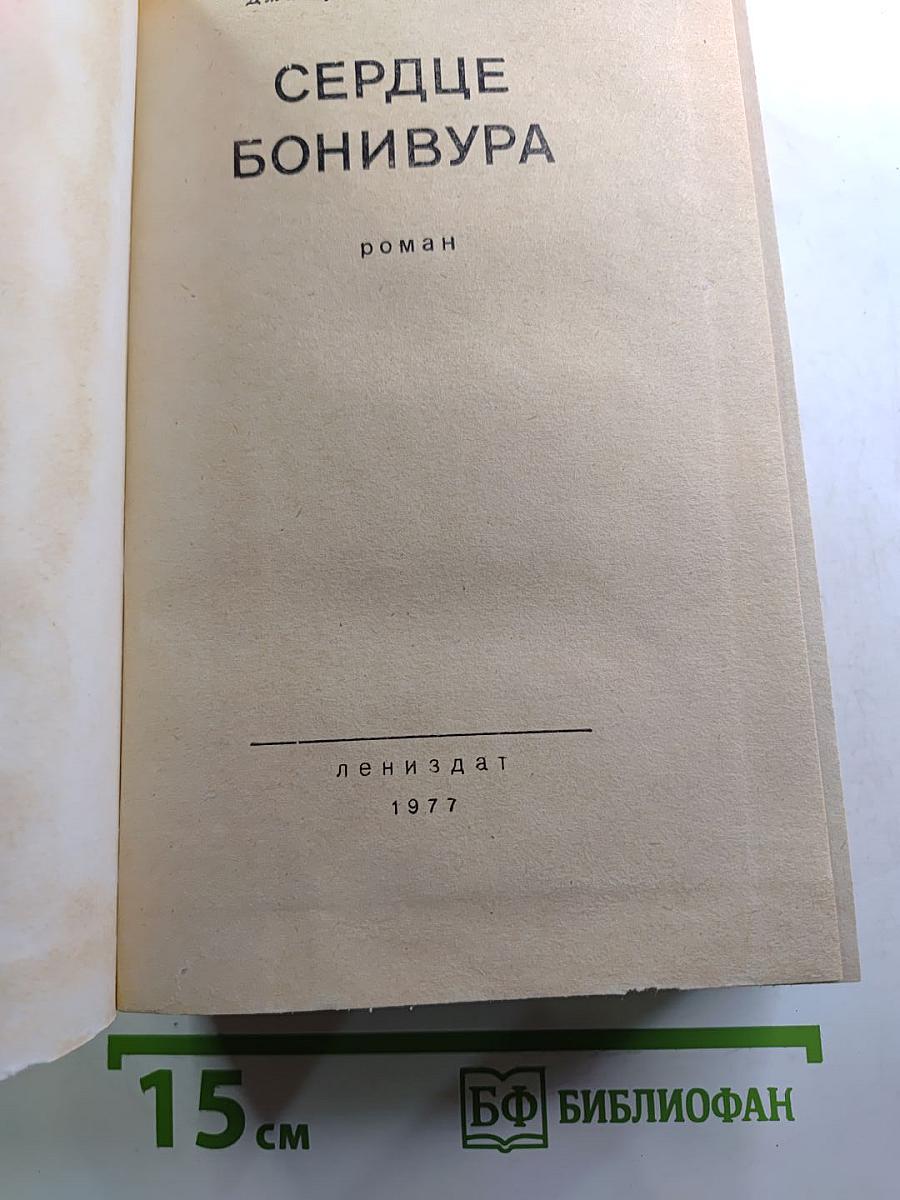 СЕРДЦЕ
БОНИВУРА
роман
лениздат
1977
15 см
БФ БИБЛИОФАН